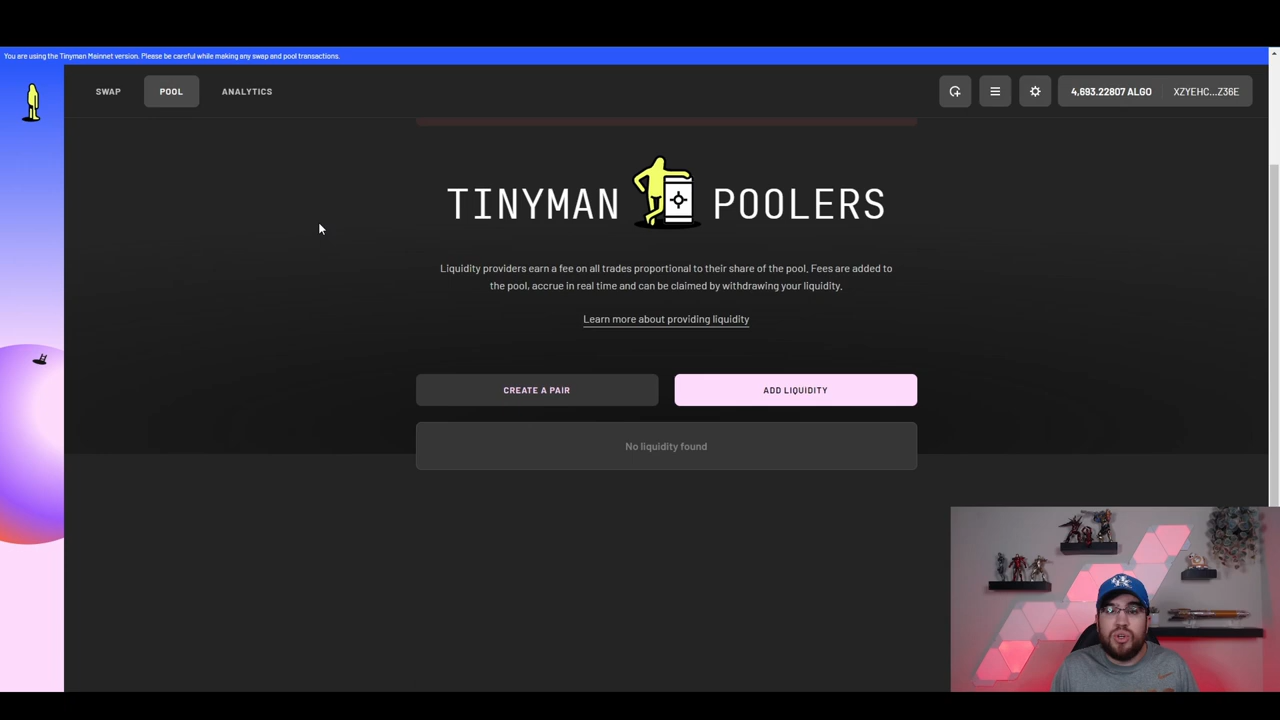 You are using the Tinyman Mainnet version. Please be careful while making any swap and pool transactions.
SWAP POOL ANALYTICS 4,693.22807 ALGO XZYEHC...Z36E
TINYMAN POOLERS
Liquidity providers earn a fee on all trades proportional to their share of the pool. Fees are added to
the pool, accrue in real time and can be claimed by withdrawing your liquidity.
Learn more about providing liquidity
CREATE A PAIR ADD LIQUIDITY
No liquidity found